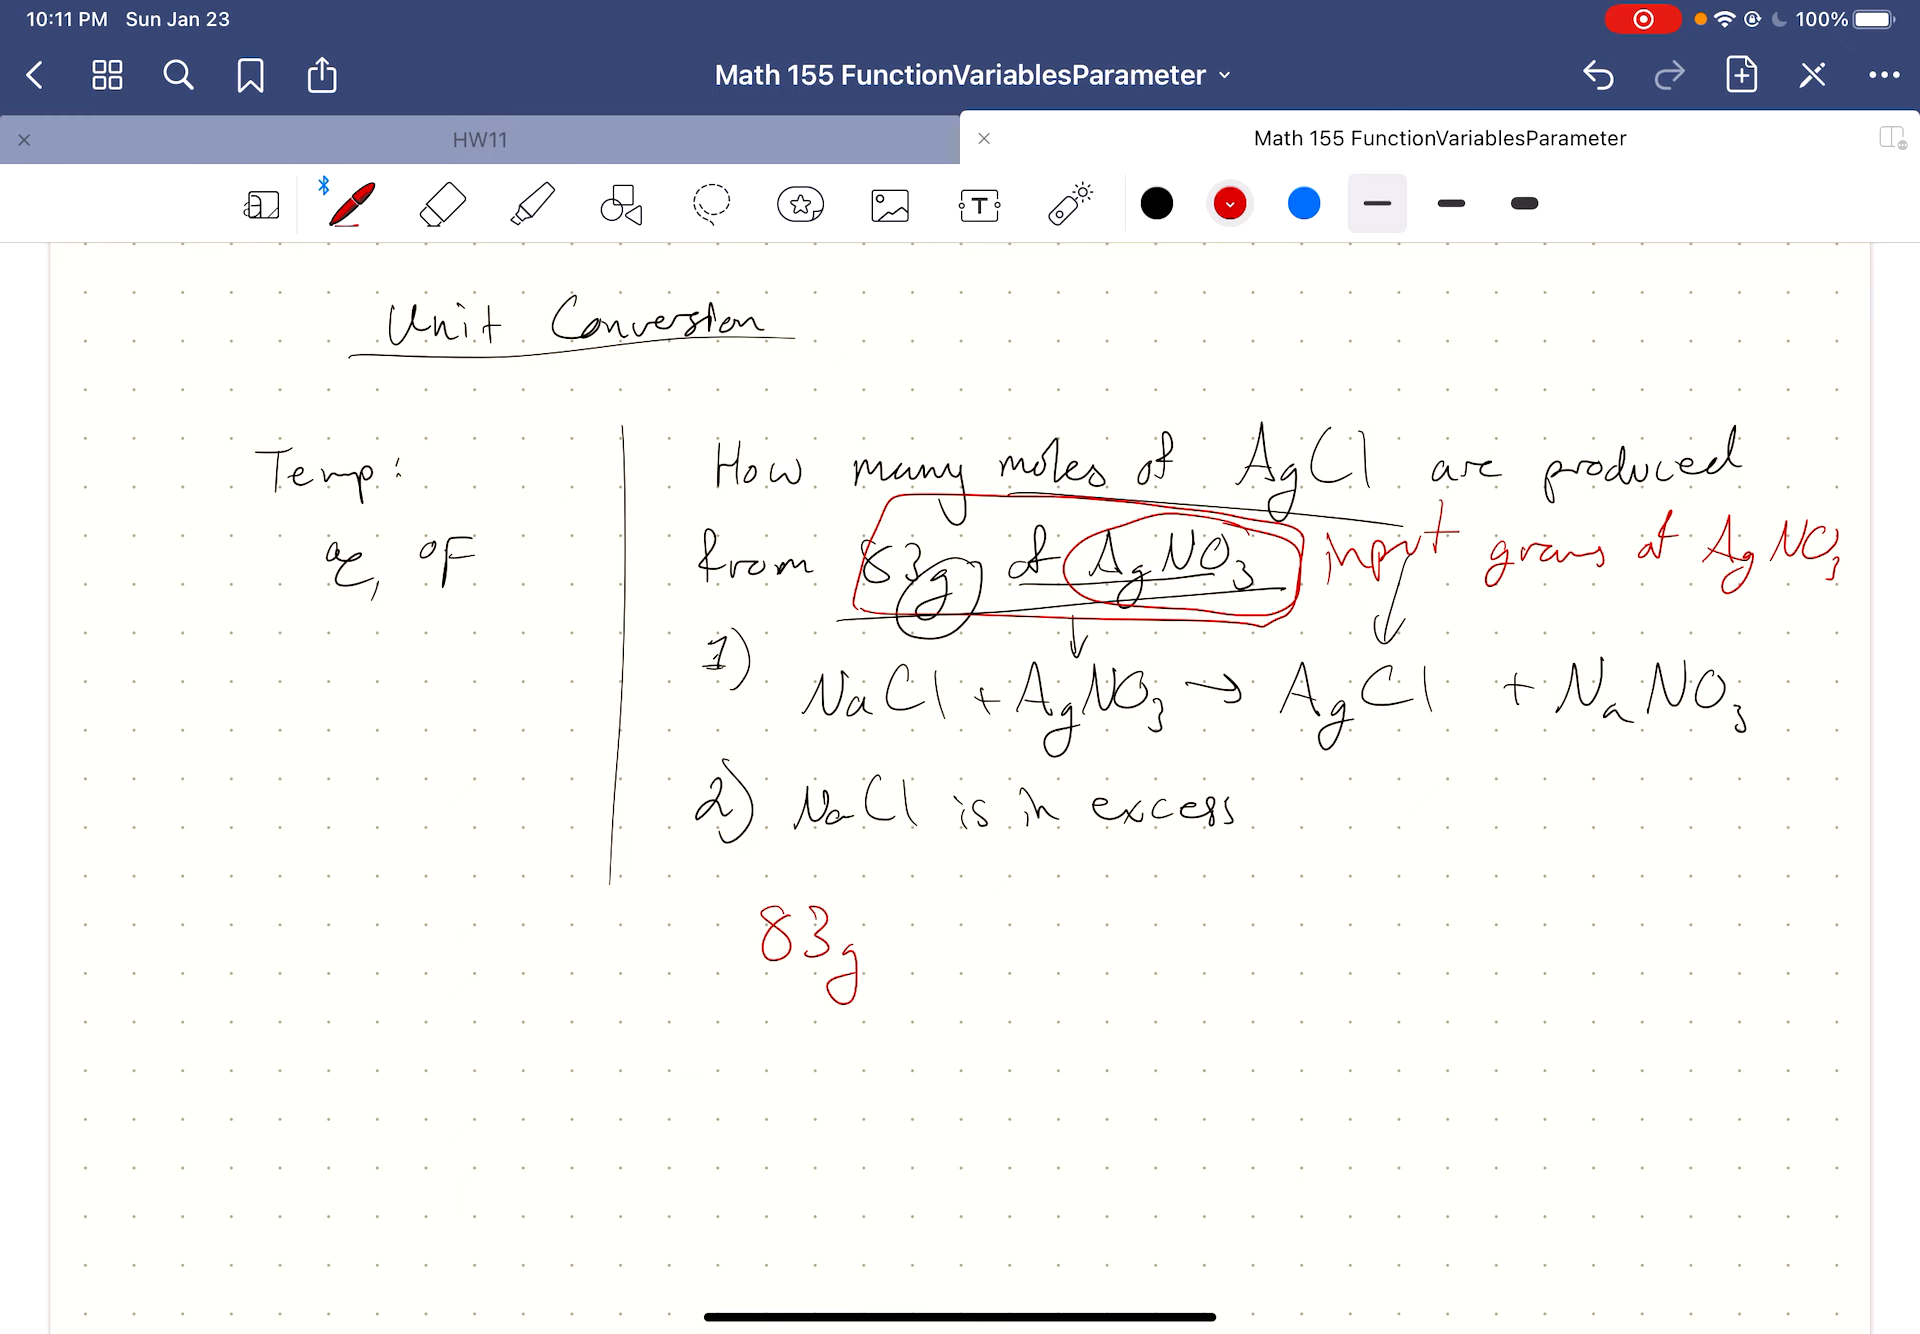 10:11 PM Sun Jan 23
100%
Math 155 FunctionVariablesParameter
HW11
Math 155 FunctionVariablesParameter
Unit Conversion
Temp:
°C, °F
How many moles of AgCl are produced
from 83g of AgNO₃ input grams of AgNO₃
1)
NaCl + AgNO₃ → AgCl + NaNO₃
2) NaCl is in excess
83g